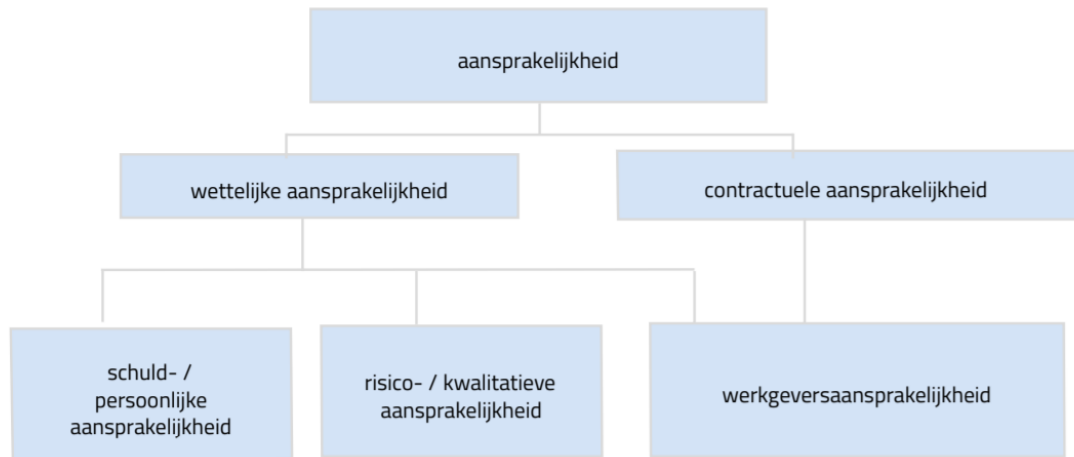 aansprakelijkheid
wettelijke aansprakelijkheid
contractuele aansprakelijkheid
schuld- /
persoonlijke
aansprakelijkheid
risico- / kwalitatieve
aansprakelijkheid
werkgeversaansprakelijkheid